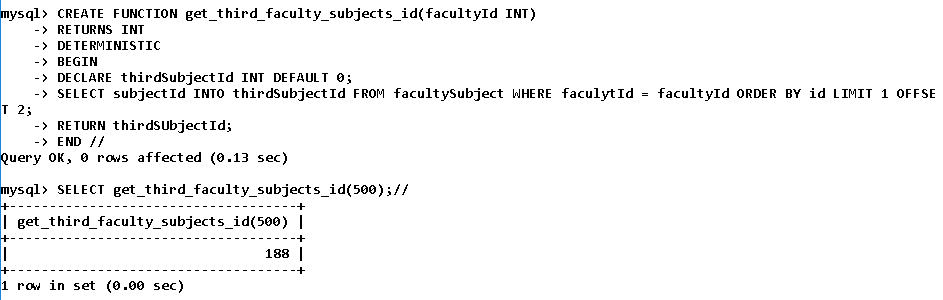 mysql> CREATE FUNCTION get_third_faculty_subjects_id(facultyId INT)
    -> RETURNS INT
    -> DETERMINISTIC
    -> BEGIN
    -> DECLARE thirdSubjectId INT DEFAULT 0;
    -> SELECT subjectId INTO thirdSubjectId FROM facultySubject WHERE faculytId = facultyId ORDER BY id LIMIT 1 OFFSE
T 2;
    -> RETURN thirdSUbjectId;
    -> END //
Query OK, 0 rows affected (0.13 sec)
mysql> SELECT get_third_faculty_subjects_id(500);//
+------------------------------------+
| get_third_faculty_subjects_id(500) |
+------------------------------------+
|                                188 |
+------------------------------------+
1 row in set (0.00 sec)